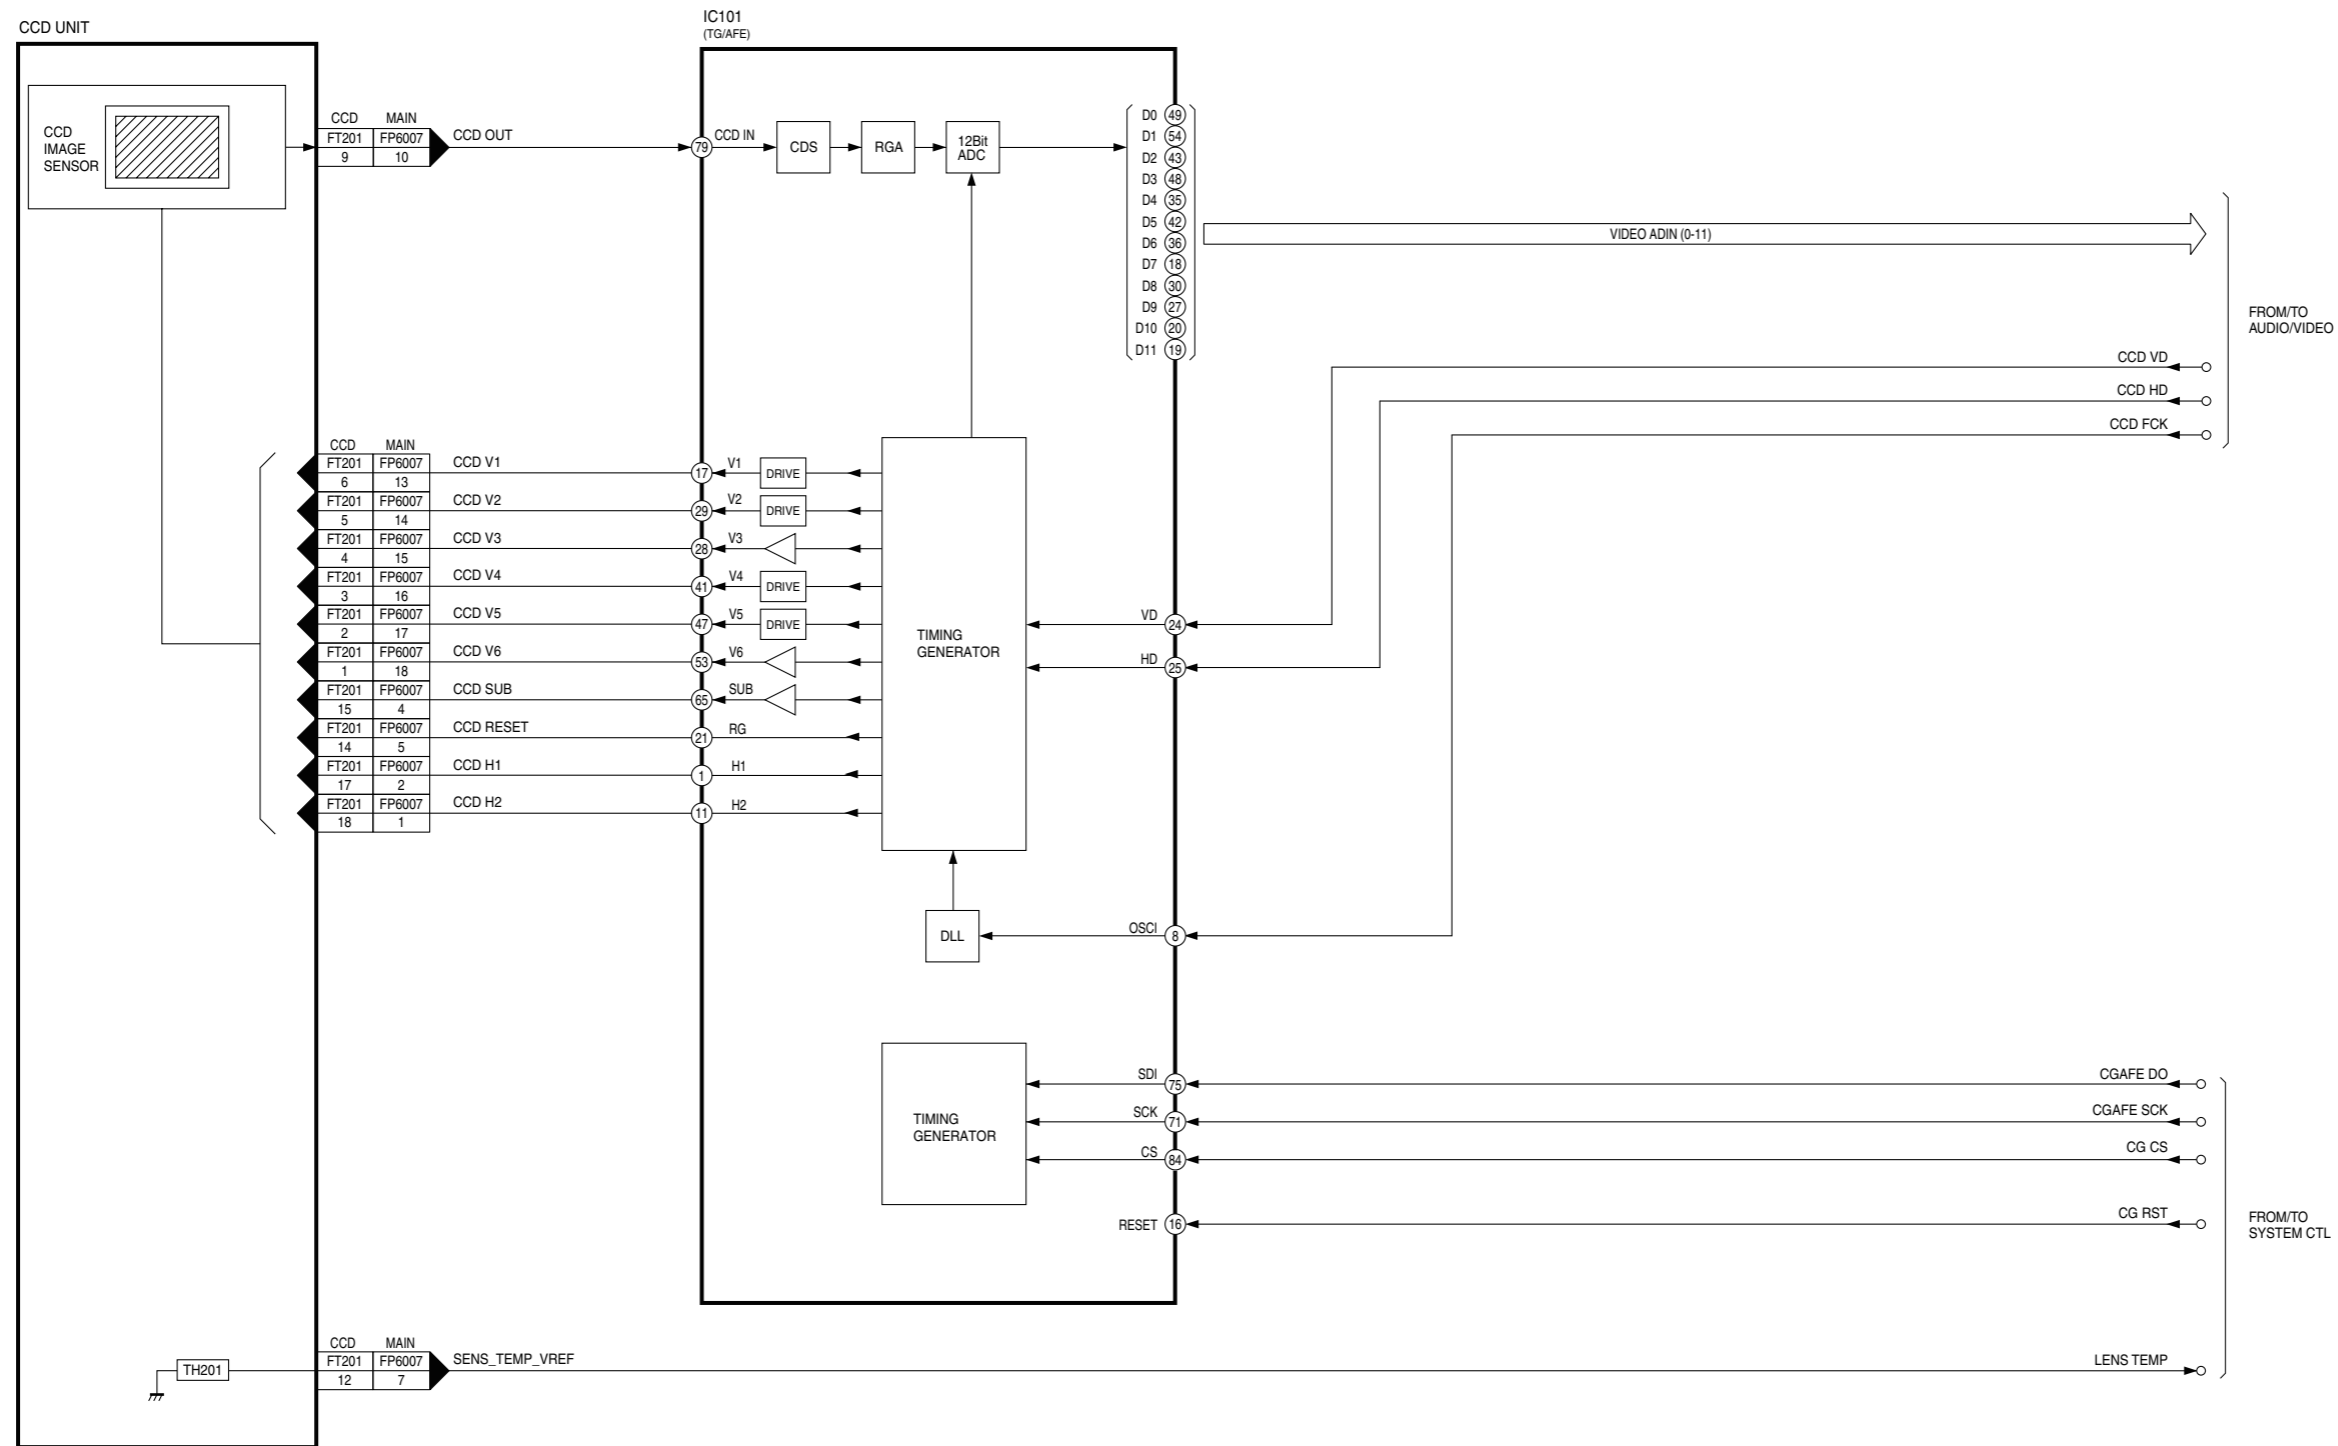 CCD UNIT
IC101
(TG/AFE)
CCD
IMAGE
SENSOR
CCD MAIN
FT201 FP6007
9 10
CCD OUT
79
CCD IN
CDS
RGA
12Bit
ADC
D0 49
D1 54
D2 43
D3 48
D4 35
D5 42
D6 36
D7 18
D8 30
D9 27
D10 20
D11 19
VIDEO ADIN (0-11)
FROM/TO
AUDIO/VIDEO
CCD VD
CCD HD
CCD FCK
CCD MAIN
FT201 FP6007 CCD V1 17 V1 DRIVE
6 13
FT201 FP6007 CCD V2 29 V2 DRIVE
5 14
FT201 FP6007 CCD V3 28 V3
4 15
FT201 FP6007 CCD V4 41 V4 DRIVE
3 16
FT201 FP6007 CCD V5 47 V5 DRIVE
2 17
FT201 FP6007 CCD V6 53 V6
1 18
FT201 FP6007 CCD SUB 65 SUB
15 4
FT201 FP6007 CCD RESET 21 RG
14 5
FT201 FP6007 CCD H1 1 H1
17 2
FT201 FP6007 CCD H2 11 H2
18 1
TIMING
GENERATOR
VD 24
HD 25
DLL
OSCI 8
TIMING
GENERATOR
SDI 75 CGAFE DO
SCK 71 CGAFE SCK
CS 84 CG CS
RESET 16 CG RST
FROM/TO
SYSTEM CTL
CCD MAIN
TH201 FT201 FP6007 SENS_TEMP_VREF LENS TEMP
12 7